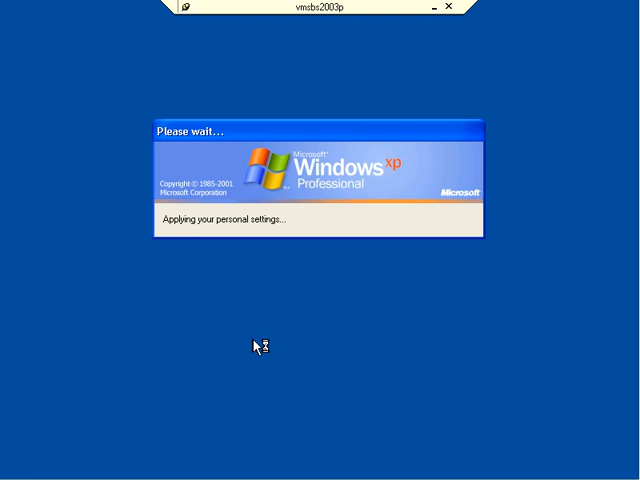 vmsbs2003p
Please wait...
Microsoft®
Windows xp
Professional
Copyright © 1985-2001
Microsoft Corporation
Microsoft
Applying your personal settings...